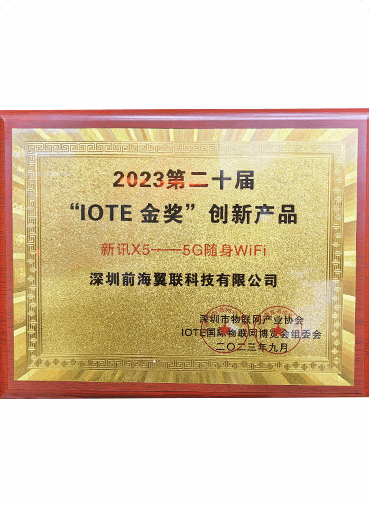 2023第二十届
“IOTE 金奖”创新产品
新讯X5——5G随身WiFi
深圳前海翼联科技有限公司
深圳市物联网产业协会
IOTE国际物联网博览会组委会
二〇二三年九月